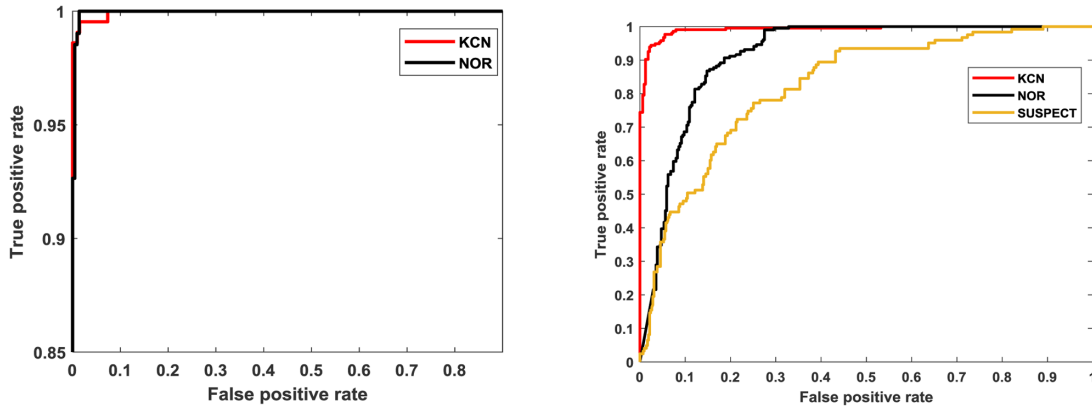 1
0.95
0.9
0.85
True positive rate
0 0.1 0.2 0.3 0.4 0.5 0.6 0.7 0.8
False positive rate
KCN
NOR
1
0.9
0.8
0.7
0.6
0.5
0.4
0.3
0.2
0.1
0
True positive rate
0 0.1 0.2 0.3 0.4 0.5 0.6 0.7 0.8 0.9 1
False positive rate
KCN
NOR
SUSPECT